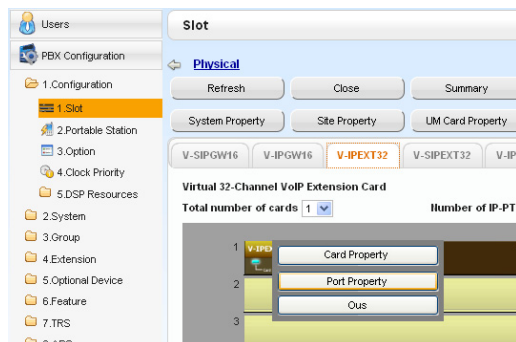 Users
PBX Configuration
1.Configuration
1.Slot
2.Portable Station
3.Option
4.Clock Priority
5.DSP Resources
2.System
3.Group
4.Extension
5.Optional Device
6.Feature
7.TRS
Slot
Physical
Refresh Close Summary
System Property Site Property UM Card Property
V-SIPGW16 V-IPGW16 V-IPEXT32 V-SIPEXT32
Virtual 32-Channel VoIP Extension Card
Total number of cards 1 Number of IP-PT
1
Card Property
2 Port Property
Ous
3